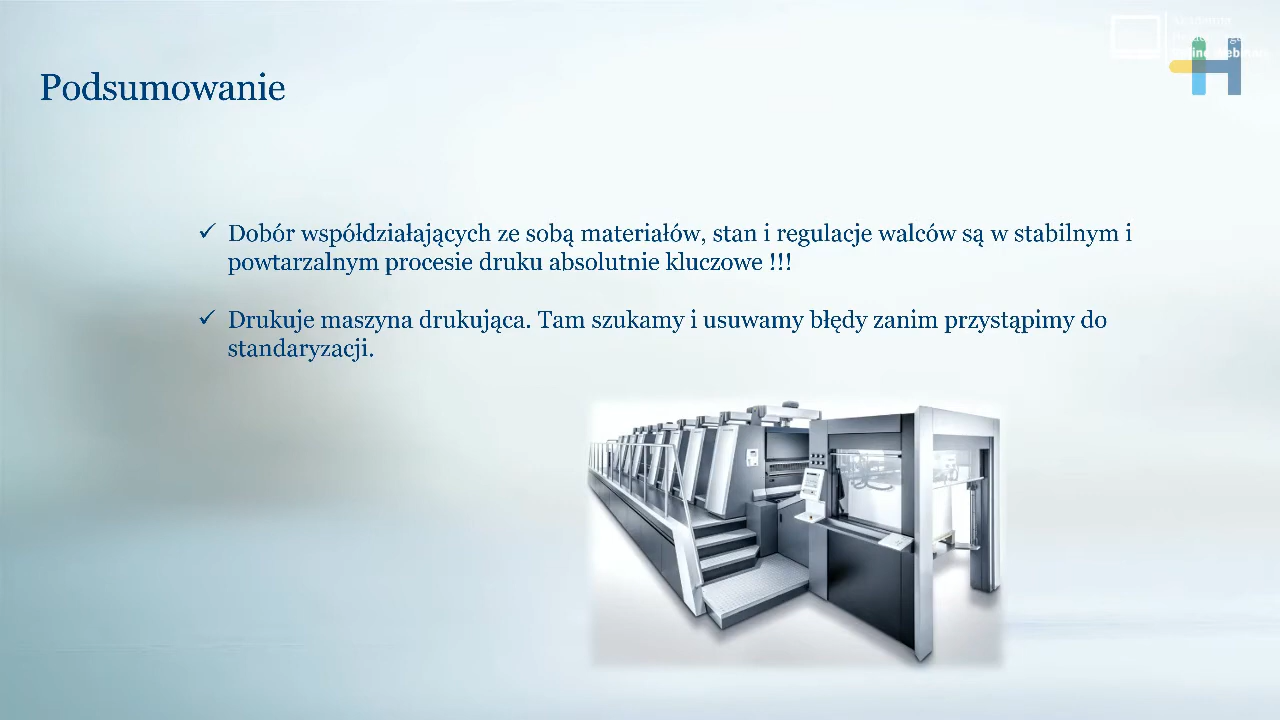 Podsumowanie
✓ Dobór współdziałających ze sobą materiałów, stan i regulacje walców są w stabilnym i
powtarzalnym procesie druku absolutnie kluczowe !!!
✓ Drukuje maszyna drukująca. Tam szukamy i usuwamy błędy zanim przystąpimy do
standaryzacji.